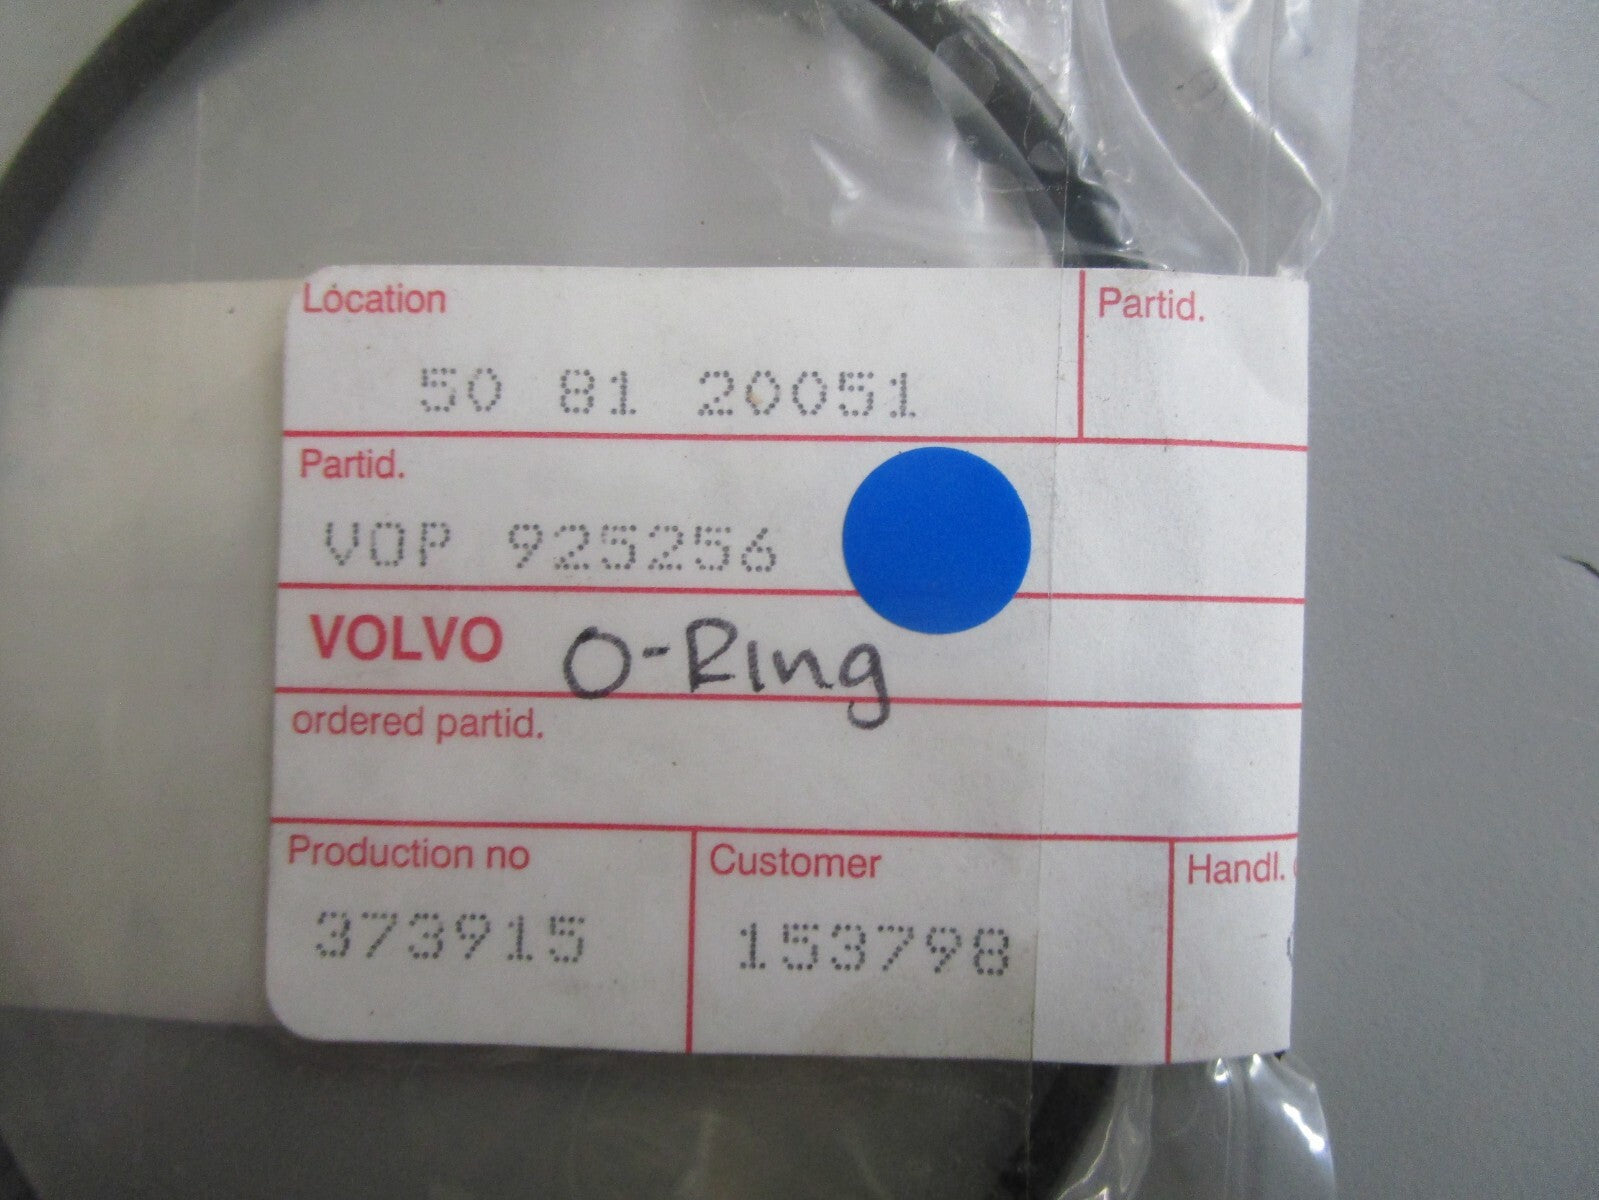 Location Partid.
50 81 20051
Partid.
VOP 925256
VOLVO O-Ring
ordered partid.
Production no Customer Handl.
373915 153798